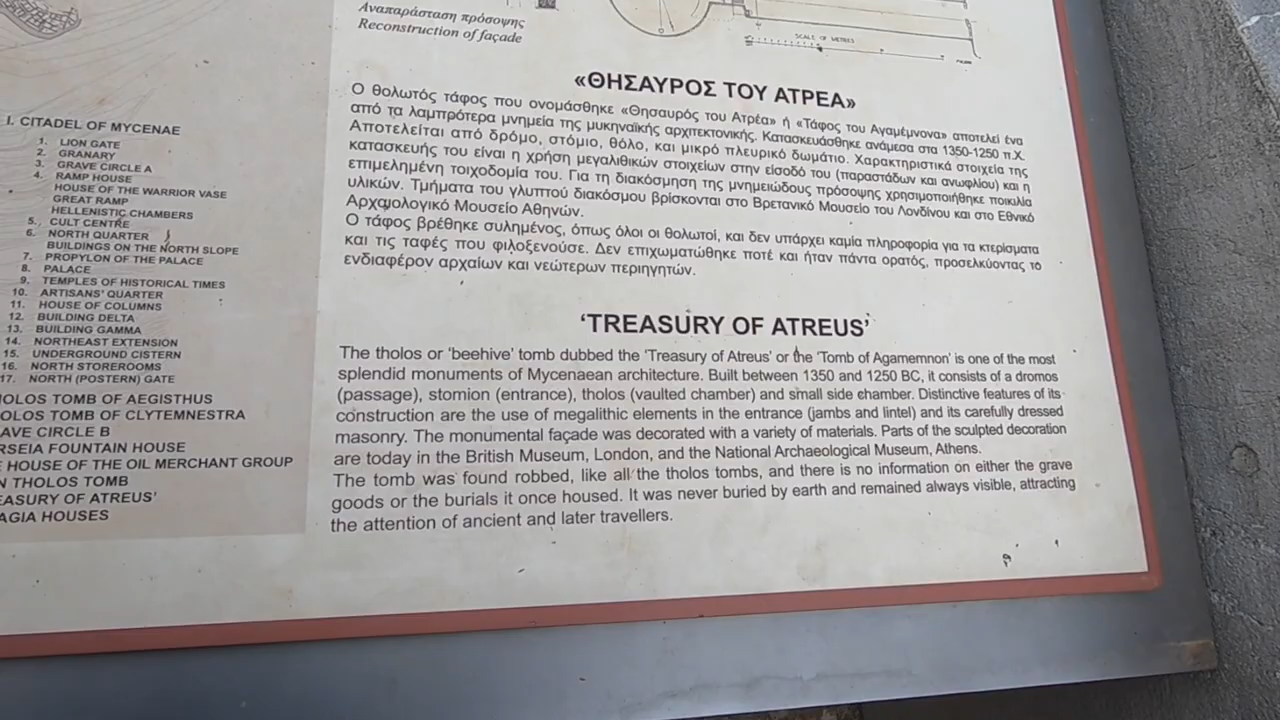 Αναπαράσταση πρόσοψης
Reconstruction of façade
SCALE OF METRES
I. CITADEL OF MYCENAE
1. LION GATE
2. GRANARY
3. GRAVE CIRCLE A
4. RAMP HOUSE
HOUSE OF THE WARRIOR VASE
GREAT RAMP
HELLENISTIC CHAMBERS
5. CULT CENTRE
6. NORTH QUARTER
BUILDINGS ON THE NORTH SLOPE
7. PROPYLON OF THE PALACE
8. PALACE
9. TEMPLES OF HISTORICAL TIMES
10. ARTISANS' QUARTER
11. HOUSE OF COLUMNS
12. BUILDING DELTA
13. BUILDING GAMMA
14. NORTHEAST EXTENSION
15. UNDERGROUND CISTERN
16. NORTH STOREROOMS
17. NORTH (POSTERN) GATE
HOLOS TOMB OF AEGISTHUS
OLOS TOMB OF CLYTEMNESTRA
AVE CIRCLE B
RSEIA FOUNTAIN HOUSE
E HOUSE OF THE OIL MERCHANT GROUP
N THOLOS TOMB
EASURY OF ATREUS'
AGIA HOUSES
«ΘΗΣΑΥΡΟΣ ΤΟΥ ΑΤΡΕΑ»
Ο θολωτός τάφος που ονομάσθηκε «Θησαυρός του Ατρέα» ή «Τάφος του Αγαμέμνονα» αποτελεί ένα
από τα λαμπρότερα μνημεία της μυκηναϊκής αρχιτεκτονικής. Κατασκευάσθηκε ανάμεσα στα 1350-1250 π.Χ.
Αποτελείται από δρόμο, στόμιο, θόλο, και μικρό πλευρικό δωμάτιο. Χαρακτηριστικά στοιχεία της
κατασκευής του είναι η χρήση μεγαλιθικών στοιχείων στην είσοδό του (παραστάδων και ανωφλίου) και η
επιμελημένη τοιχοδομία του. Για τη διακόσμηση της μνημειώδους πρόσοψης χρησιμοποιήθηκε ποικιλία
υλικών. Τμήματα του γλυπτού διακόσμου βρίσκονται στο Βρετανικό Μουσείο του Λονδίνου και στο Εθνικό
Αρχαιολογικό Μουσείο Αθηνών.
Ο τάφος βρέθηκε συλημένος, όπως όλοι οι θολωτοί, και δεν υπάρχει καμία πληροφορία για τα κτερίσματα
και τις ταφές που φιλοξενούσε. Δεν επιχωματώθηκε ποτέ και ήταν πάντα ορατός, προσελκύοντας το
ενδιαφέρον αρχαίων και νεώτερων περιηγητών.
'TREASURY OF ATREUS'
The tholos or 'beehive' tomb dubbed the 'Treasury of Atreus' or the 'Tomb of Agamemnon' is one of the most
splendid monuments of Mycenaean architecture. Built between 1350 and 1250 BC, it consists of a dromos
(passage), stomion (entrance), tholos (vaulted chamber) and small side chamber. Distinctive features of its
construction are the use of megalithic elements in the entrance (jambs and lintel) and its carefully dressed
masonry. The monumental façade was decorated with a variety of materials. Parts of the sculpted decoration
are today in the British Museum, London, and the National Archaeological Museum, Athens.
The tomb was found robbed, like all the tholos tombs, and there is no information on either the grave
goods or the burials it once housed. It was never buried by earth and remained always visible, attracting
the attention of ancient and later travellers.